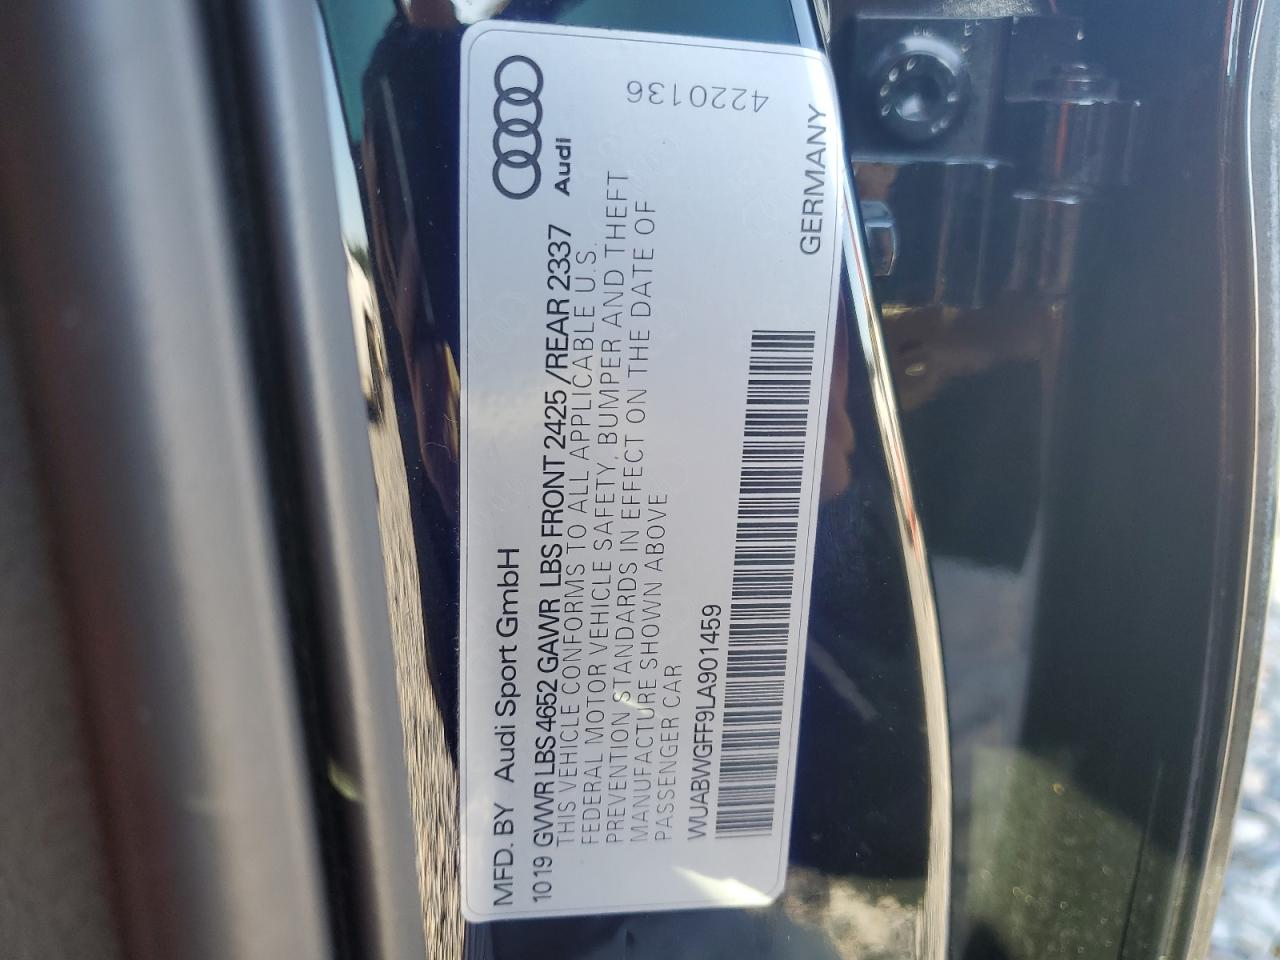 MFD. BY Audi Sport GmbH
Audi
1019 GVWR LBS 4652 GAWR LBS FRONT 2425 /REAR 2337
THIS VEHICLE CONFORMS TO ALL APPLICABLE U.S.
FEDERAL MOTOR VEHICLE SAFETY, BUMPER AND THEFT
PREVENTION STANDARDS IN EFFECT ON THE DATE OF
MANUFACTURE SHOWN ABOVE
PASSENGER CAR
WUABWGFF9LA901459
4220136
GERMANY